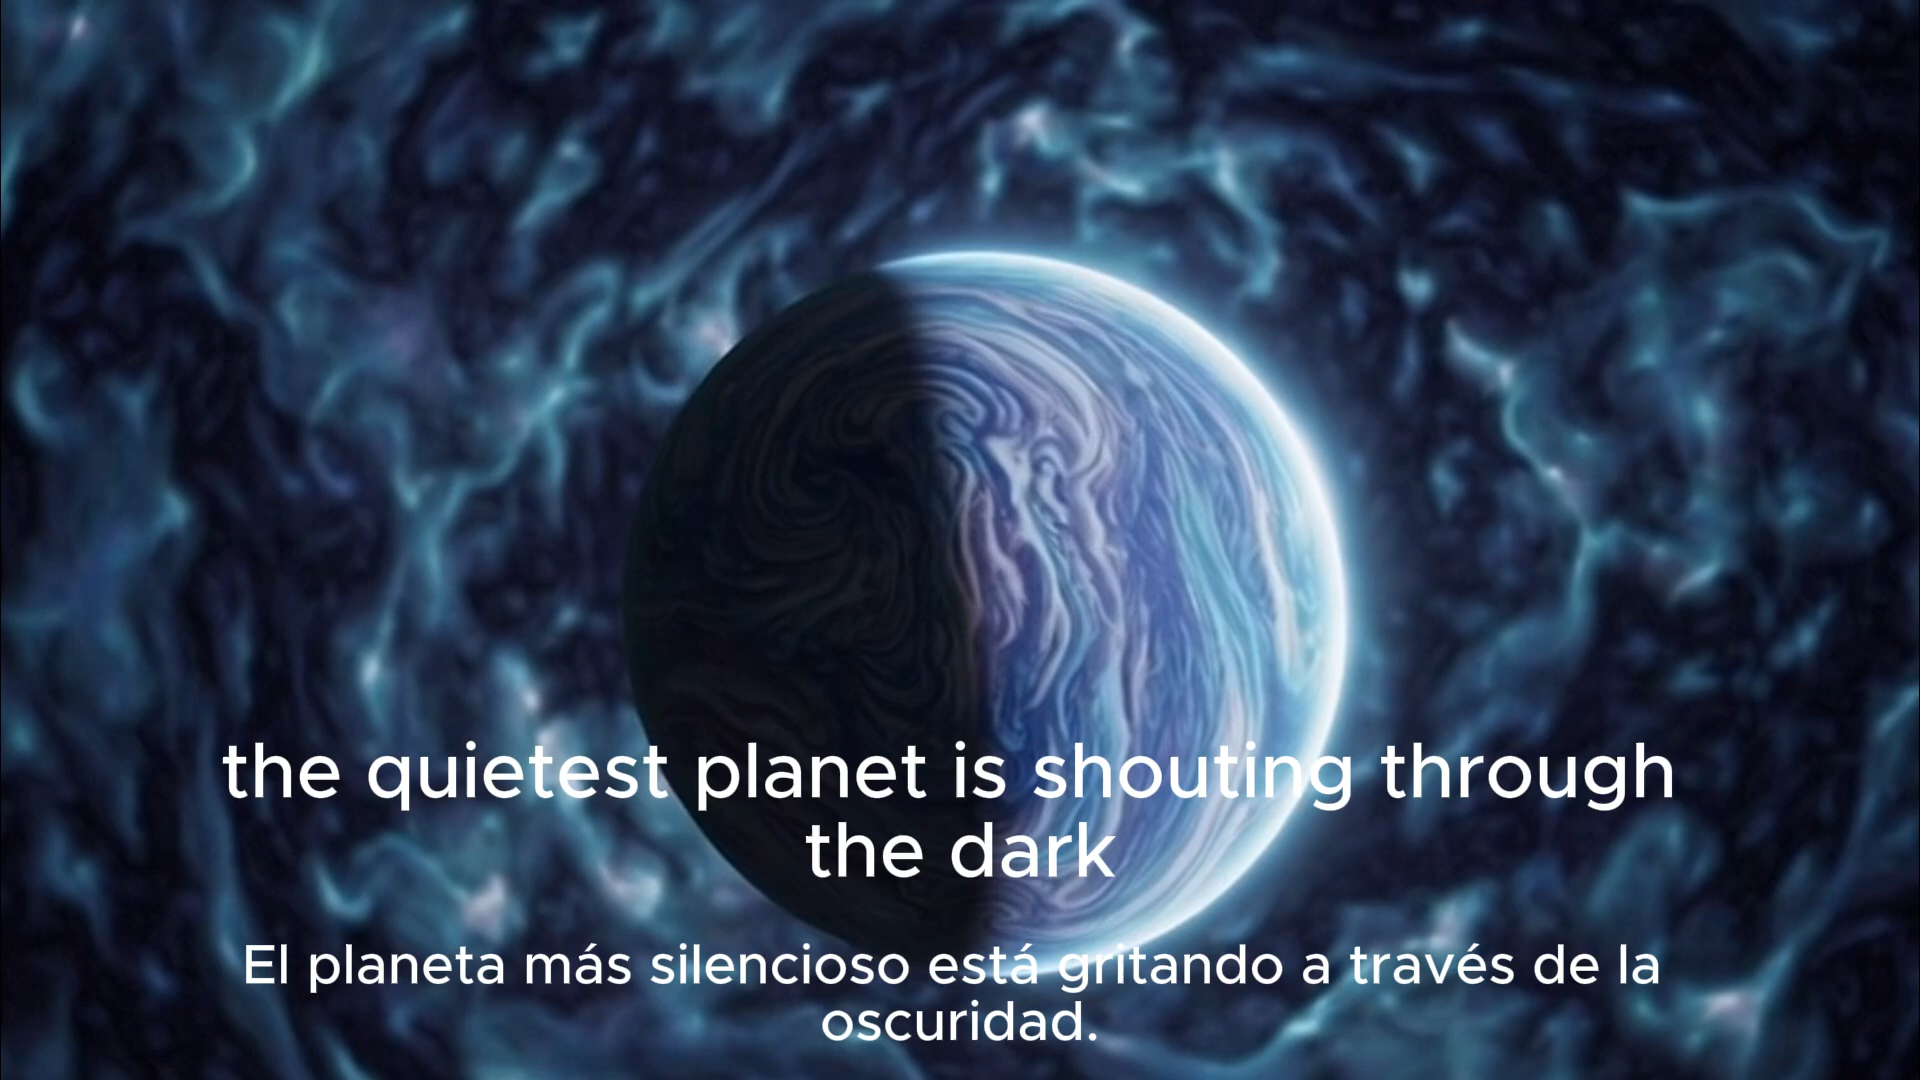 the quietest planet is shouting through
the dark
El planeta más silencioso está gritando a través de la
oscuridad.